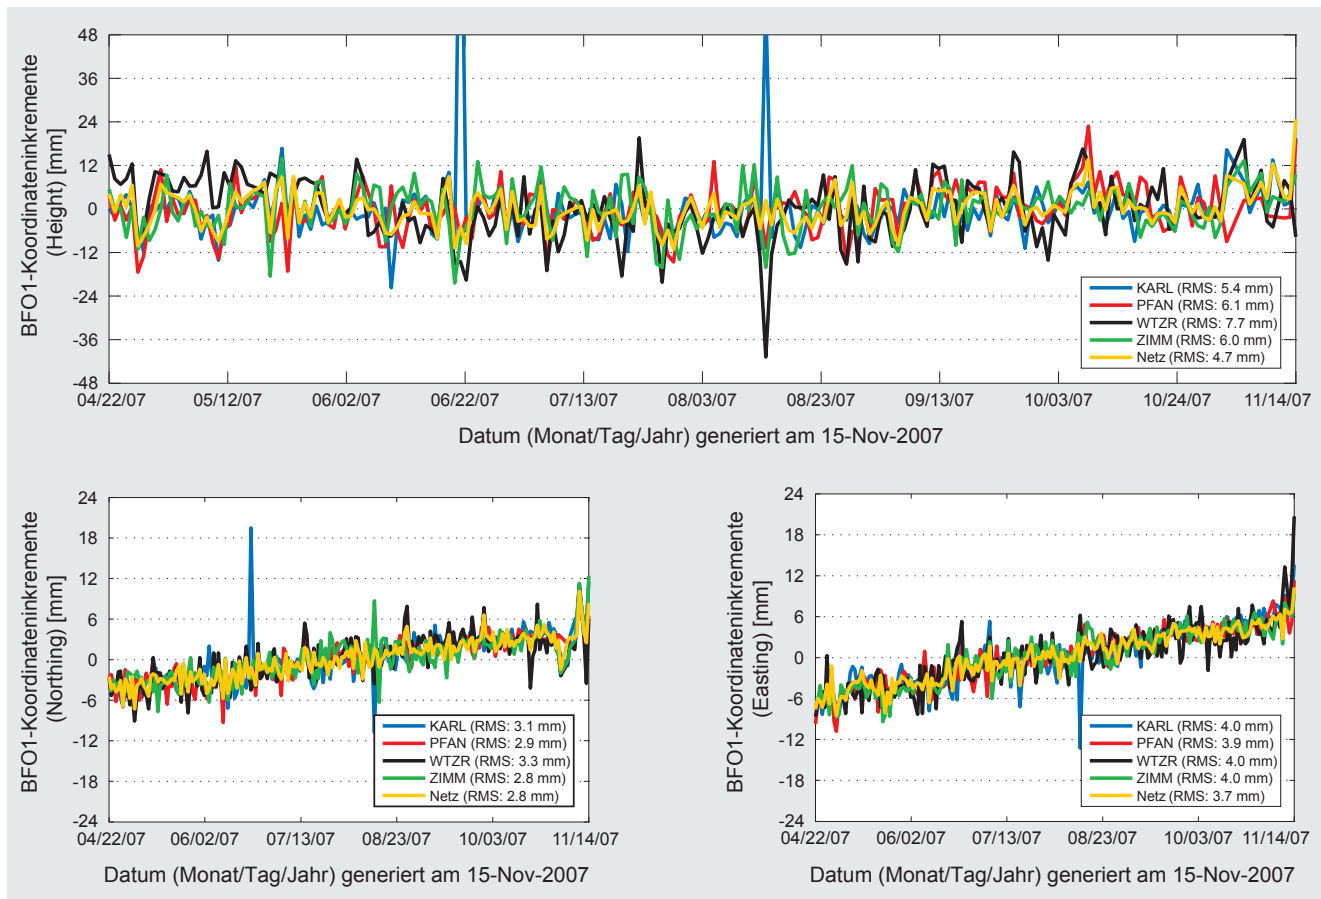 BFO1-Koordinateninkremente
(Height) [mm]
48
36
24
12
0
-12
-24
-36
-48
KARL (RMS: 5.4 mm)
PFAN (RMS: 6.1 mm)
WTZR (RMS: 7.7 mm)
ZIMM (RMS: 6.0 mm)
Netz (RMS: 4.7 mm)
04/22/07 05/12/07 06/02/07 06/22/07 07/13/07 08/03/07 08/23/07 09/13/07 10/03/07 10/24/07 11/14/07
Datum (Monat/Tag/Jahr) generiert am 15-Nov-2007
BFO1-Koordinateninkremente
(Northing) [mm]
24
18
12
6
0
-6
-12
-18
-24
KARL (RMS: 3.1 mm)
PFAN (RMS: 2.9 mm)
WTZR (RMS: 3.3 mm)
ZIMM (RMS: 2.8 mm)
Netz (RMS: 2.8 mm)
04/22/07 06/02/07 07/13/07 08/23/07 10/03/07 11/14/07
Datum (Monat/Tag/Jahr) generiert am 15-Nov-2007
BFO1-Koordinateninkremente
(Easting) [mm]
24
18
12
6
0
-6
-12
-18
-24
KARL (RMS: 4.0 mm)
PFAN (RMS: 3.9 mm)
WTZR (RMS: 4.0 mm)
ZIMM (RMS: 4.0 mm)
Netz (RMS: 3.7 mm)
04/22/07 06/02/07 07/13/07 08/23/07 10/03/07 11/14/07
Datum (Monat/Tag/Jahr) generiert am 15-Nov-2007